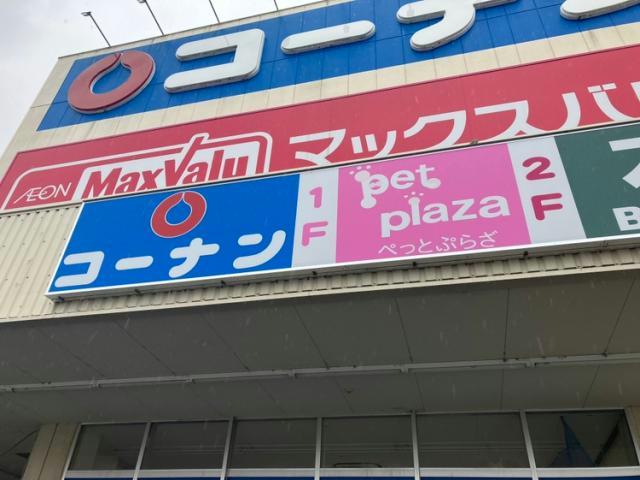 コーナン
ÆON MaxValu マックスバ
コーナン
1F
pet plaza
ぺっとぷらざ
2F
B